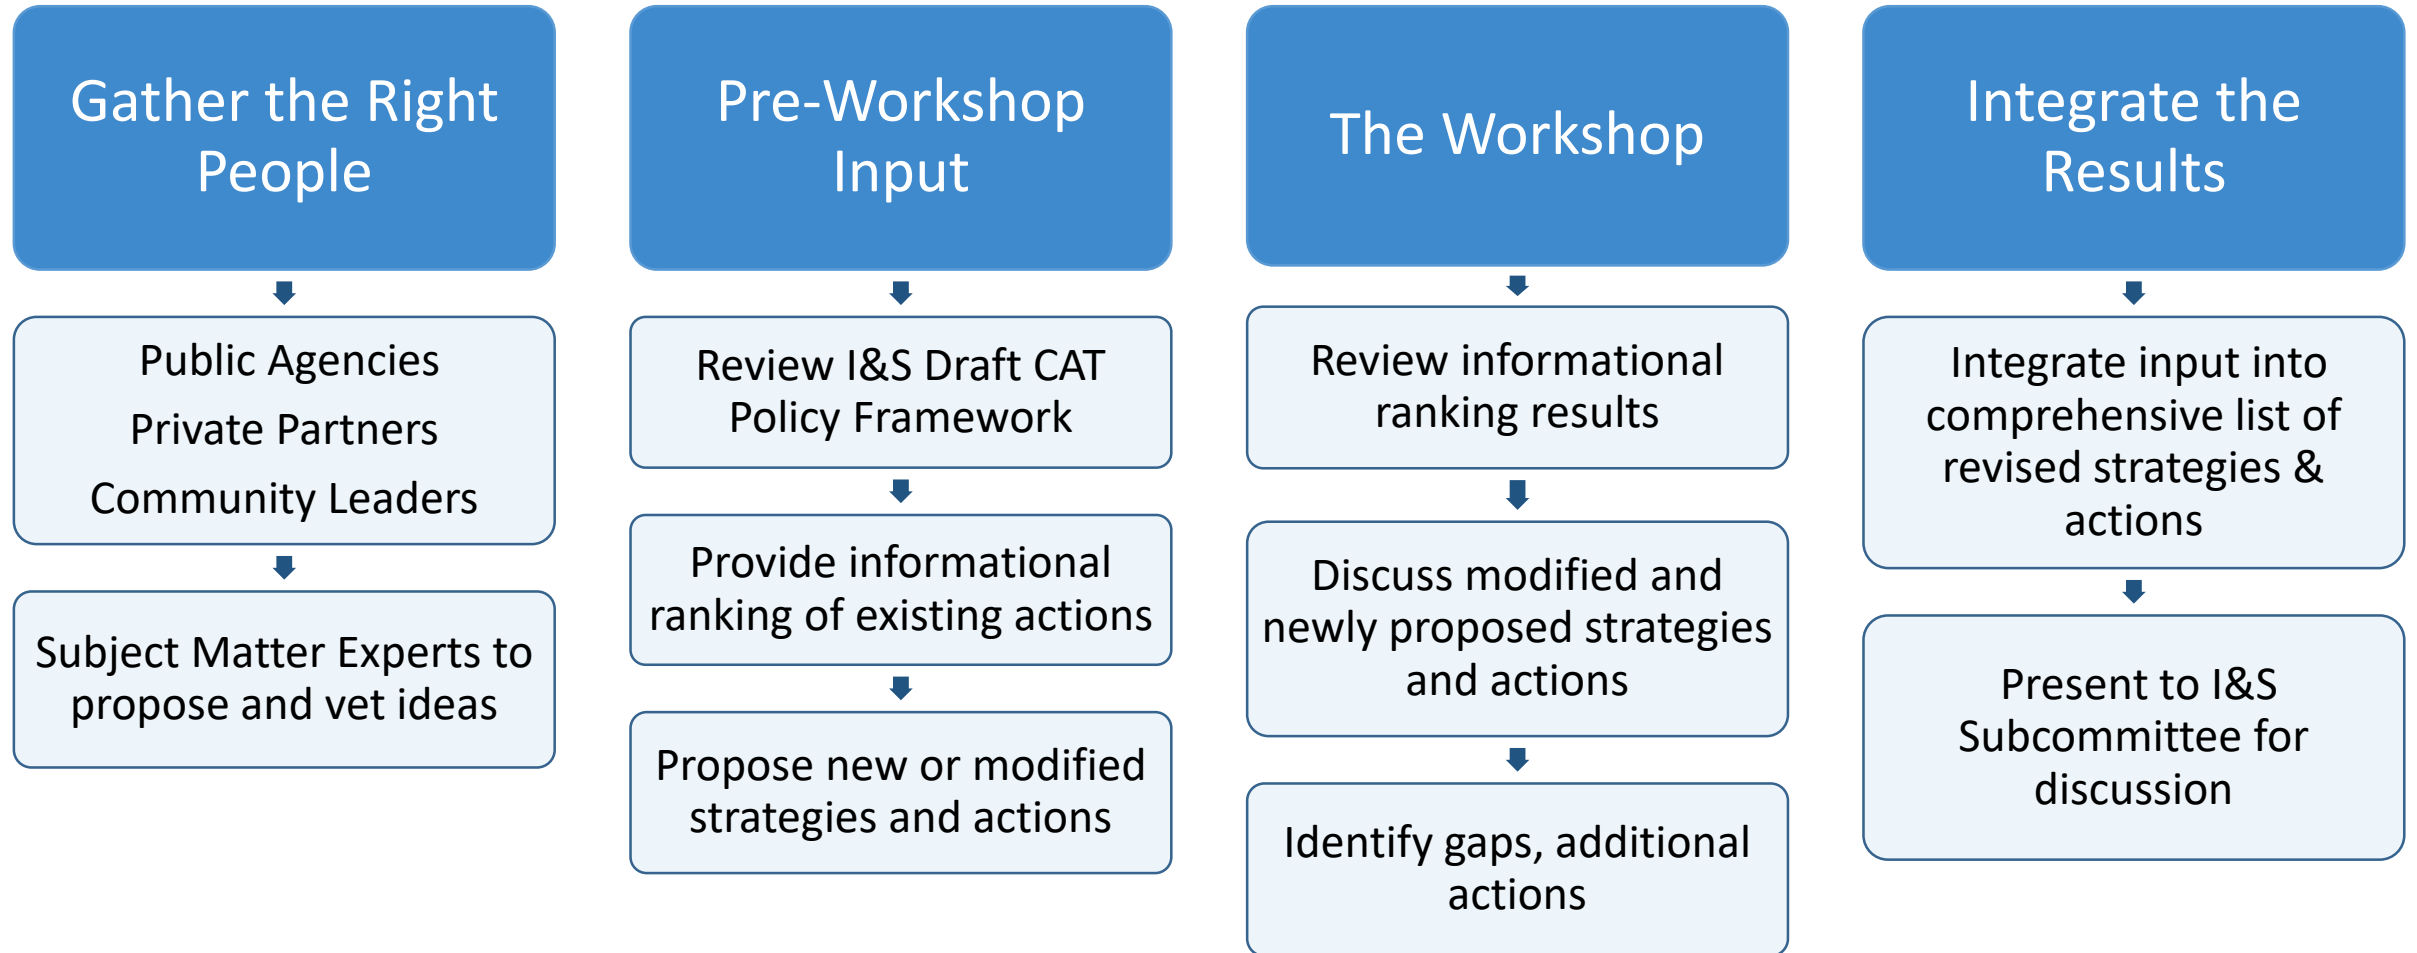 Gather the Right
People
Public Agencies
Private Partners
Community Leaders
Subject Matter Experts to
propose and vet ideas
Pre-Workshop
Input
Review I&S Draft CAT
Policy Framework
Provide informational
ranking of existing actions
Propose new or modified
strategies and actions
The Workshop
Review informational
ranking results
Discuss modified and
newly proposed strategies
and actions
Identify gaps, additional
actions
Integrate the
Results
Integrate input into
comprehensive list of
revised strategies &
actions
Present to I&S
Subcommittee for
discussion